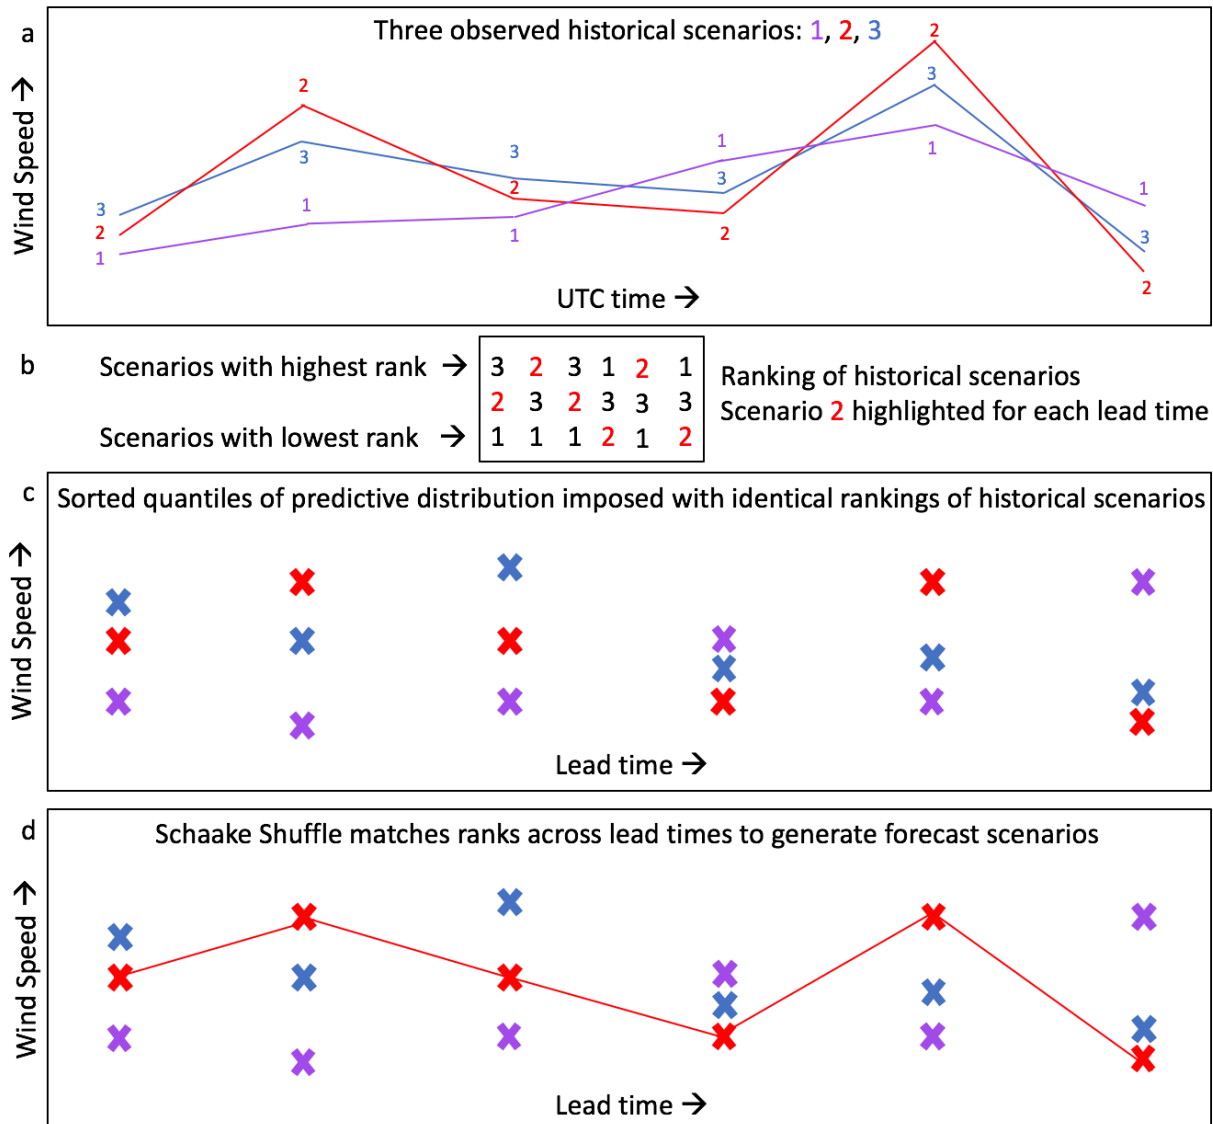 a
Three observed historical scenarios: 1, 2, 3
Wind Speed →
2
2
3
3
3
1
3
2
1
2
3
1
1
2
1
1
3
1
2
2
UTC time →
b
Scenarios with highest rank →
3 2 3 1 2 1
2 3 2 3 3 3
Scenarios with lowest rank →
1 1 1 2 1 2
Ranking of historical scenarios
Scenario 2 highlighted for each lead time
c
Sorted quantiles of predictive distribution imposed with identical rankings of historical scenarios
Wind Speed →
Lead time →
d
Schaake Shuffle matches ranks across lead times to generate forecast scenarios
Wind Speed →
Lead time →